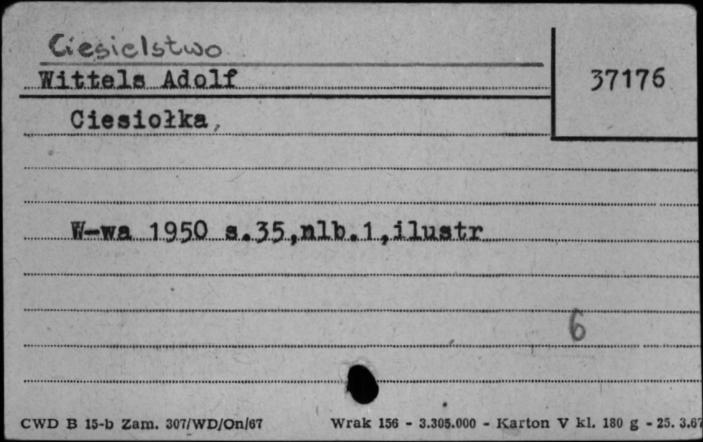 Ciesielstwo
Wittels Adolf
37176
Ciesiołka,
W-wa 1950 s.35,nlb.1,ilustr
6
CWD B 15-b Zam. 307/WD/On/67 Wrak 156 - 3.305.000 - Karton V kl. 180 g - 25. 3.67